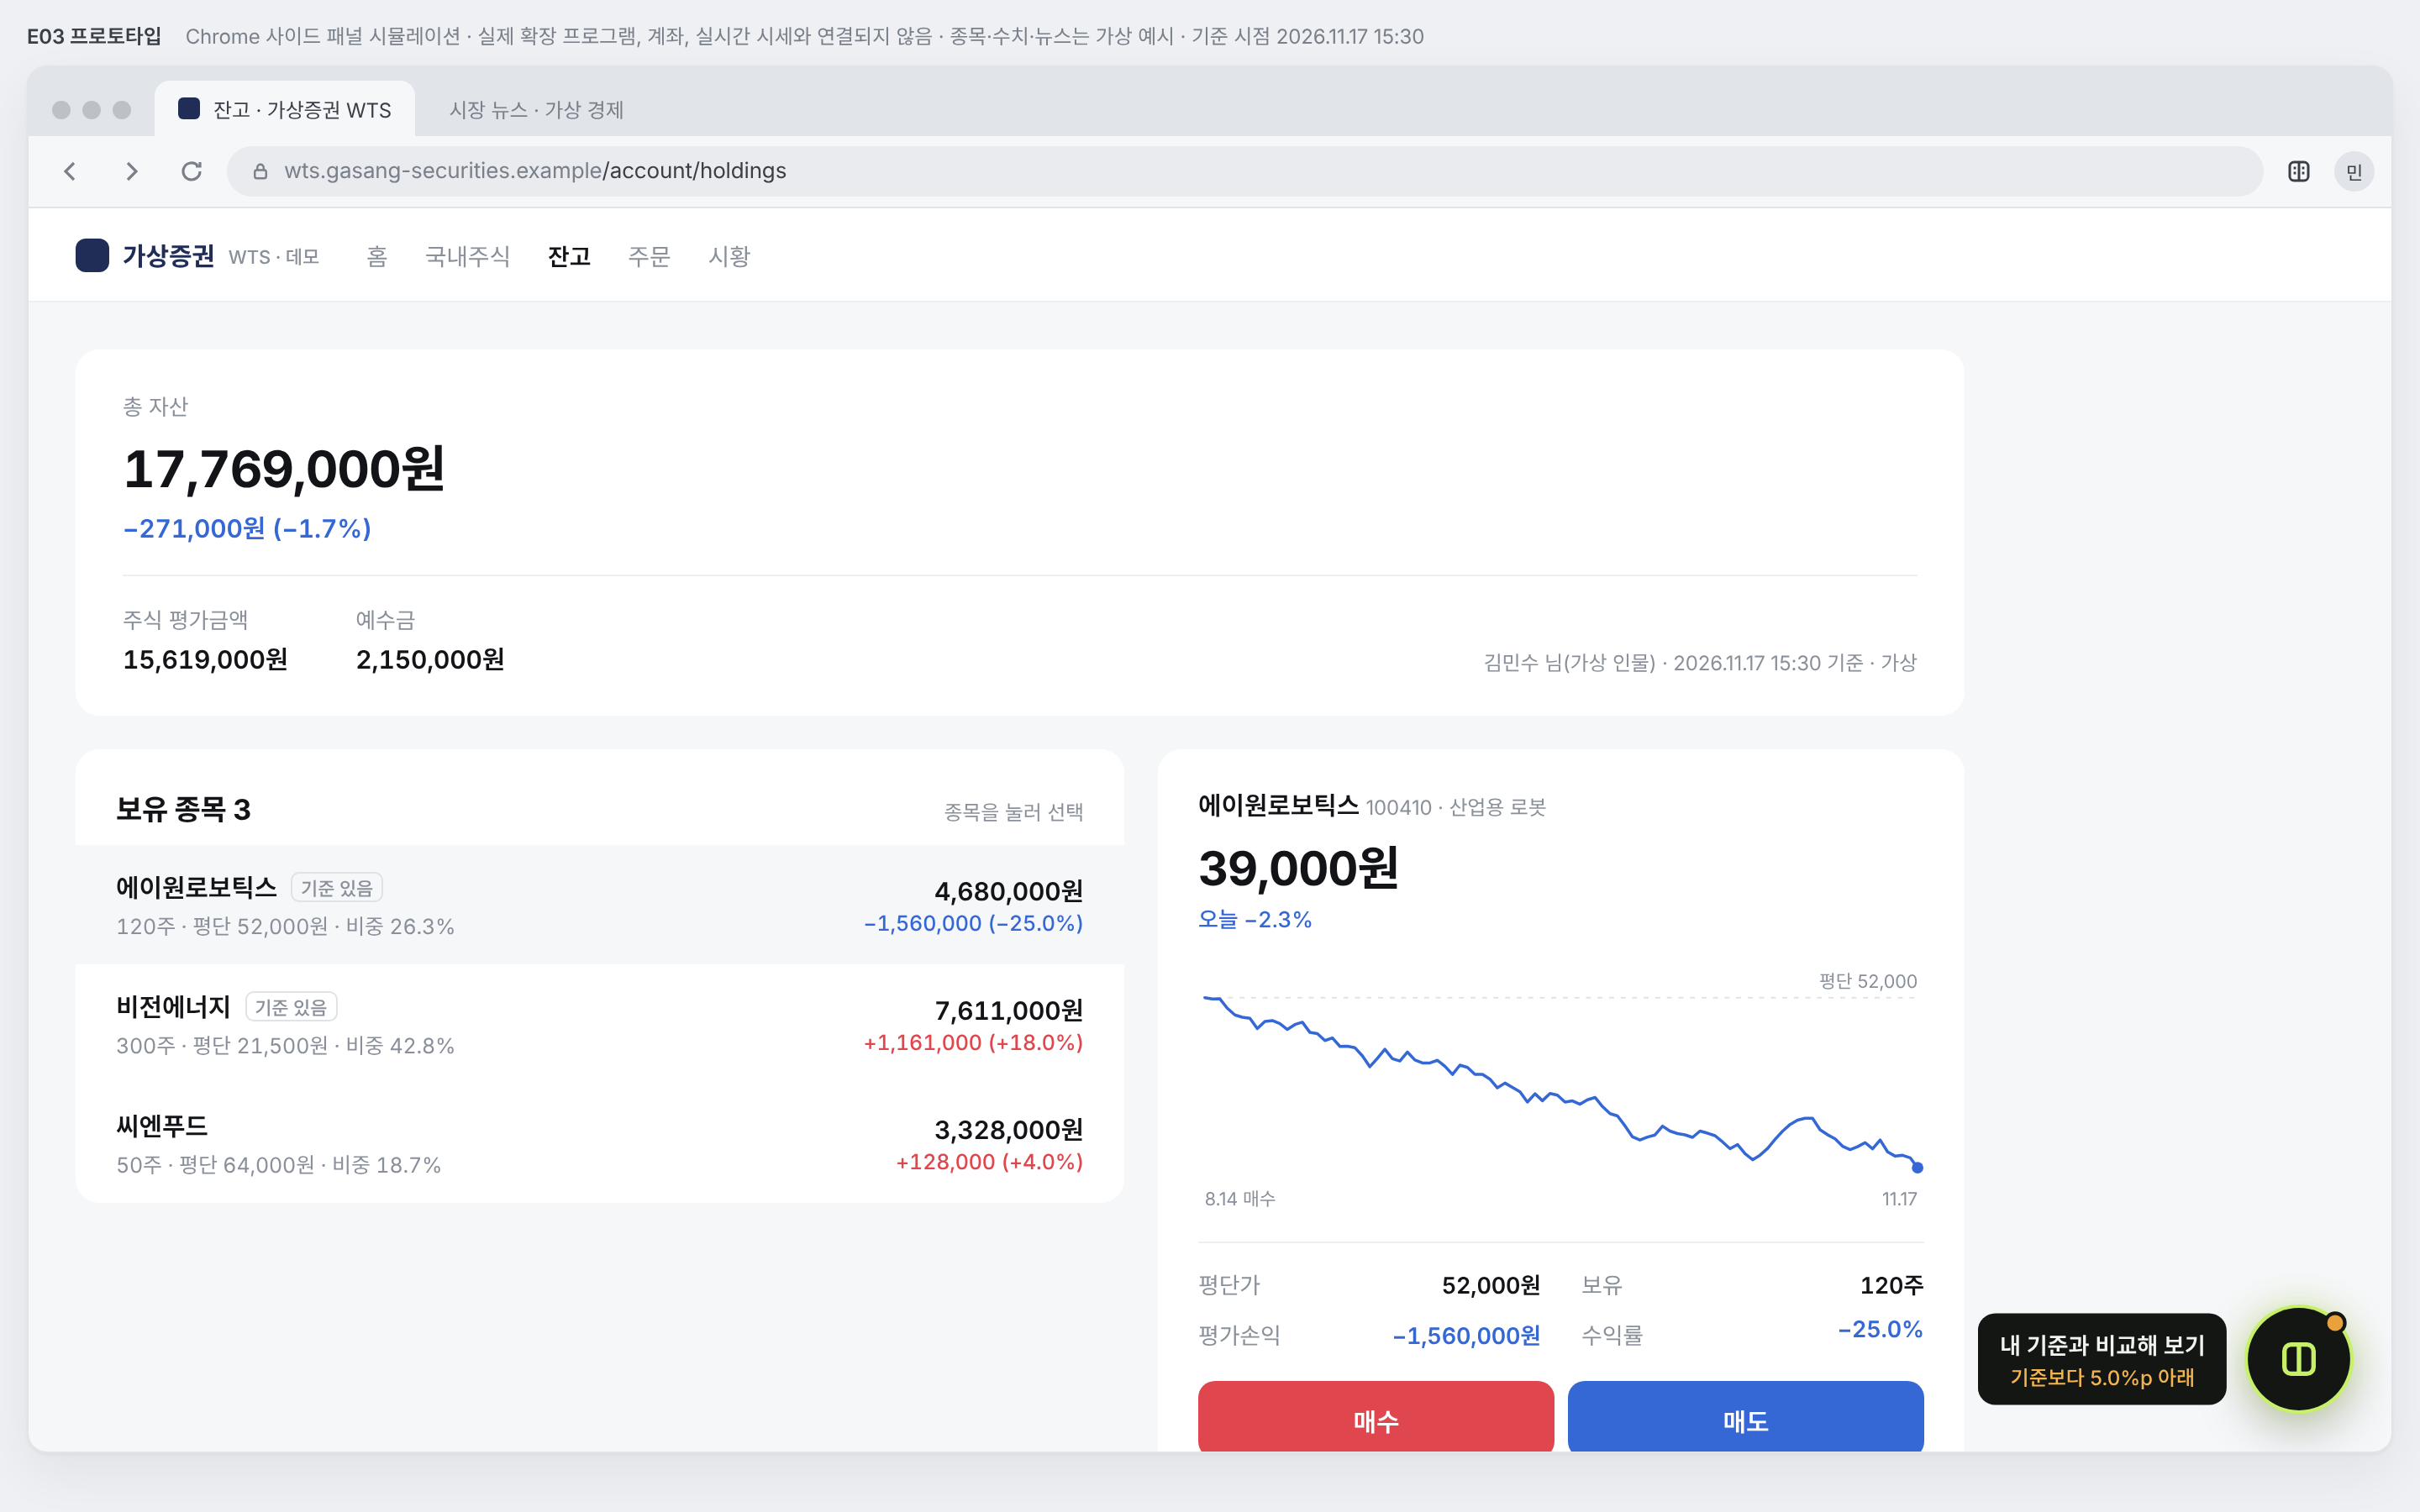 E03 프로토타입 Chrome 사이드 패널 시뮬레이션 · 실제 확장 프로그램, 계좌, 실시간 시세와 연결되지 않음 · 종목·수치·뉴스는 가상 예시 · 기준 시점 2026.11.17 15:30
잔고 · 가상증권 WTS 시장 뉴스 · 가상 경제
wts.gasang-securities.example/account/holdings 민
가상증권 WTS · 데모 홈 국내주식 잔고 주문 시황
총 자산
17,769,000원
−271,000원 (−1.7%)
주식 평가금액 예수금
15,619,000원 2,150,000원 김민수 님(가상 인물) · 2026.11.17 15:30 기준 · 가상
보유 종목 3 종목을 눌러 선택
에이원로보틱스 기준 있음 4,680,000원
120주 · 평단 52,000원 · 비중 26.3% −1,560,000 (−25.0%)
비전에너지 기준 있음 7,611,000원
300주 · 평단 21,500원 · 비중 42.8% +1,161,000 (+18.0%)
씨엔푸드 3,328,000원
50주 · 평단 64,000원 · 비중 18.7% +128,000 (+4.0%)
에이원로보틱스 100410 · 산업용 로봇
39,000원
오늘 −2.3%
평단 52,000
8.14 매수 11.17
평단가 52,000원 보유 120주
평가손익 −1,560,000원 수익률 −25.0%
매수 매도
내 기준과 비교해 보기
기준보다 5.0%p 아래